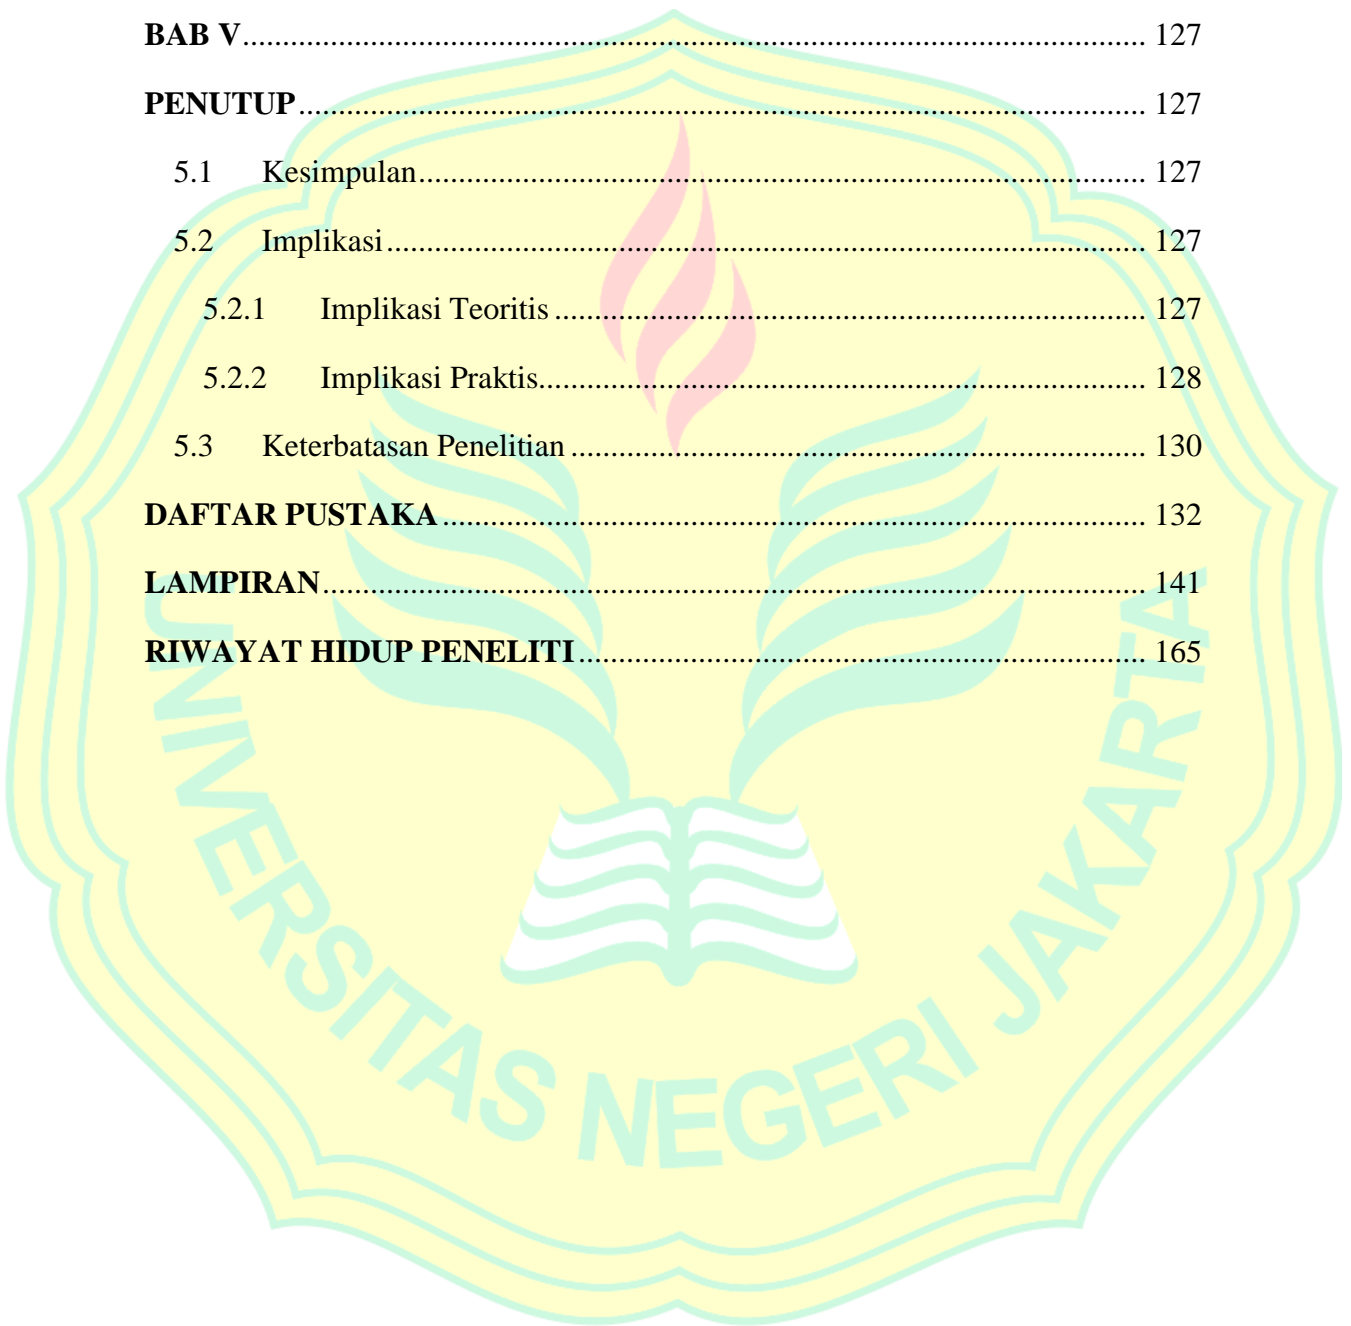 BAB V........................................................................................................... 127
PENUTUP.................................................................................................... 127
5.1 Kesimpulan........................................................................................... 127
5.2 Implikasi............................................................................................... 127
5.2.1 Implikasi Teoritis.......................................................................... 127
5.2.2 Implikasi Praktis........................................................................... 128
5.3 Keterbatasan Penelitian........................................................................ 130
DAFTAR PUSTAKA.................................................................................... 132
LAMPIRAN.................................................................................................. 141
RIWAYAT HIDUP PENELITI...................................................................... 165
UNIVERSITAS NEGERI JAKARTA